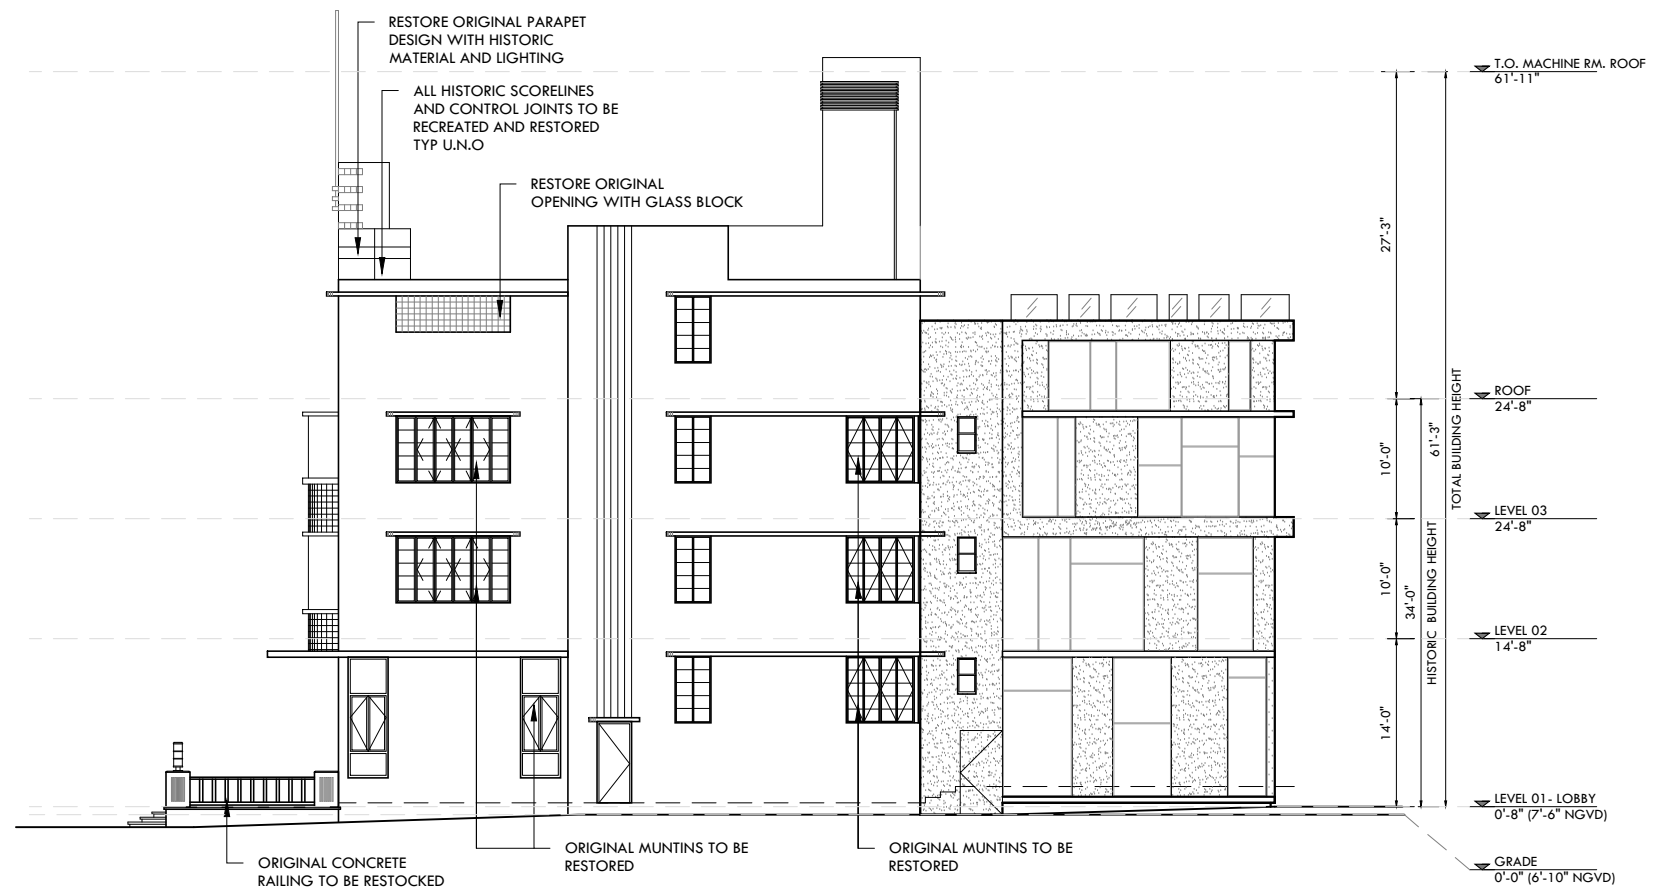 RESTORE ORIGINAL PARAPET
DESIGN WITH HISTORIC
MATERIAL AND LIGHTING
ALL HISTORIC SCORELINES
AND CONTROL JOINTS TO BE
RECREATED AND RESTORED
TYP U.N.O
RESTORE ORIGINAL
OPENING WITH GLASS BLOCK
T.O. MACHINE RM. ROOF
61'-11"
27'-3"
ROOF
24'-8"
10'-0"
61'-3"
TOTAL BUILDING HEIGHT
LEVEL 03
24'-8"
10'-0"
34'-0"
HISTORIC BUILDING HEIGHT
LEVEL 02
14'-8"
14'-0"
LEVEL 01- LOBBY
0'-8" (7'-6" NGVD)
GRADE
0'-0" (6'-10" NGVD)
ORIGINAL CONCRETE
RAILING TO BE RESTOCKED
ORIGINAL MUNTINS TO BE
RESTORED
ORIGINAL MUNTINS TO BE
RESTORED